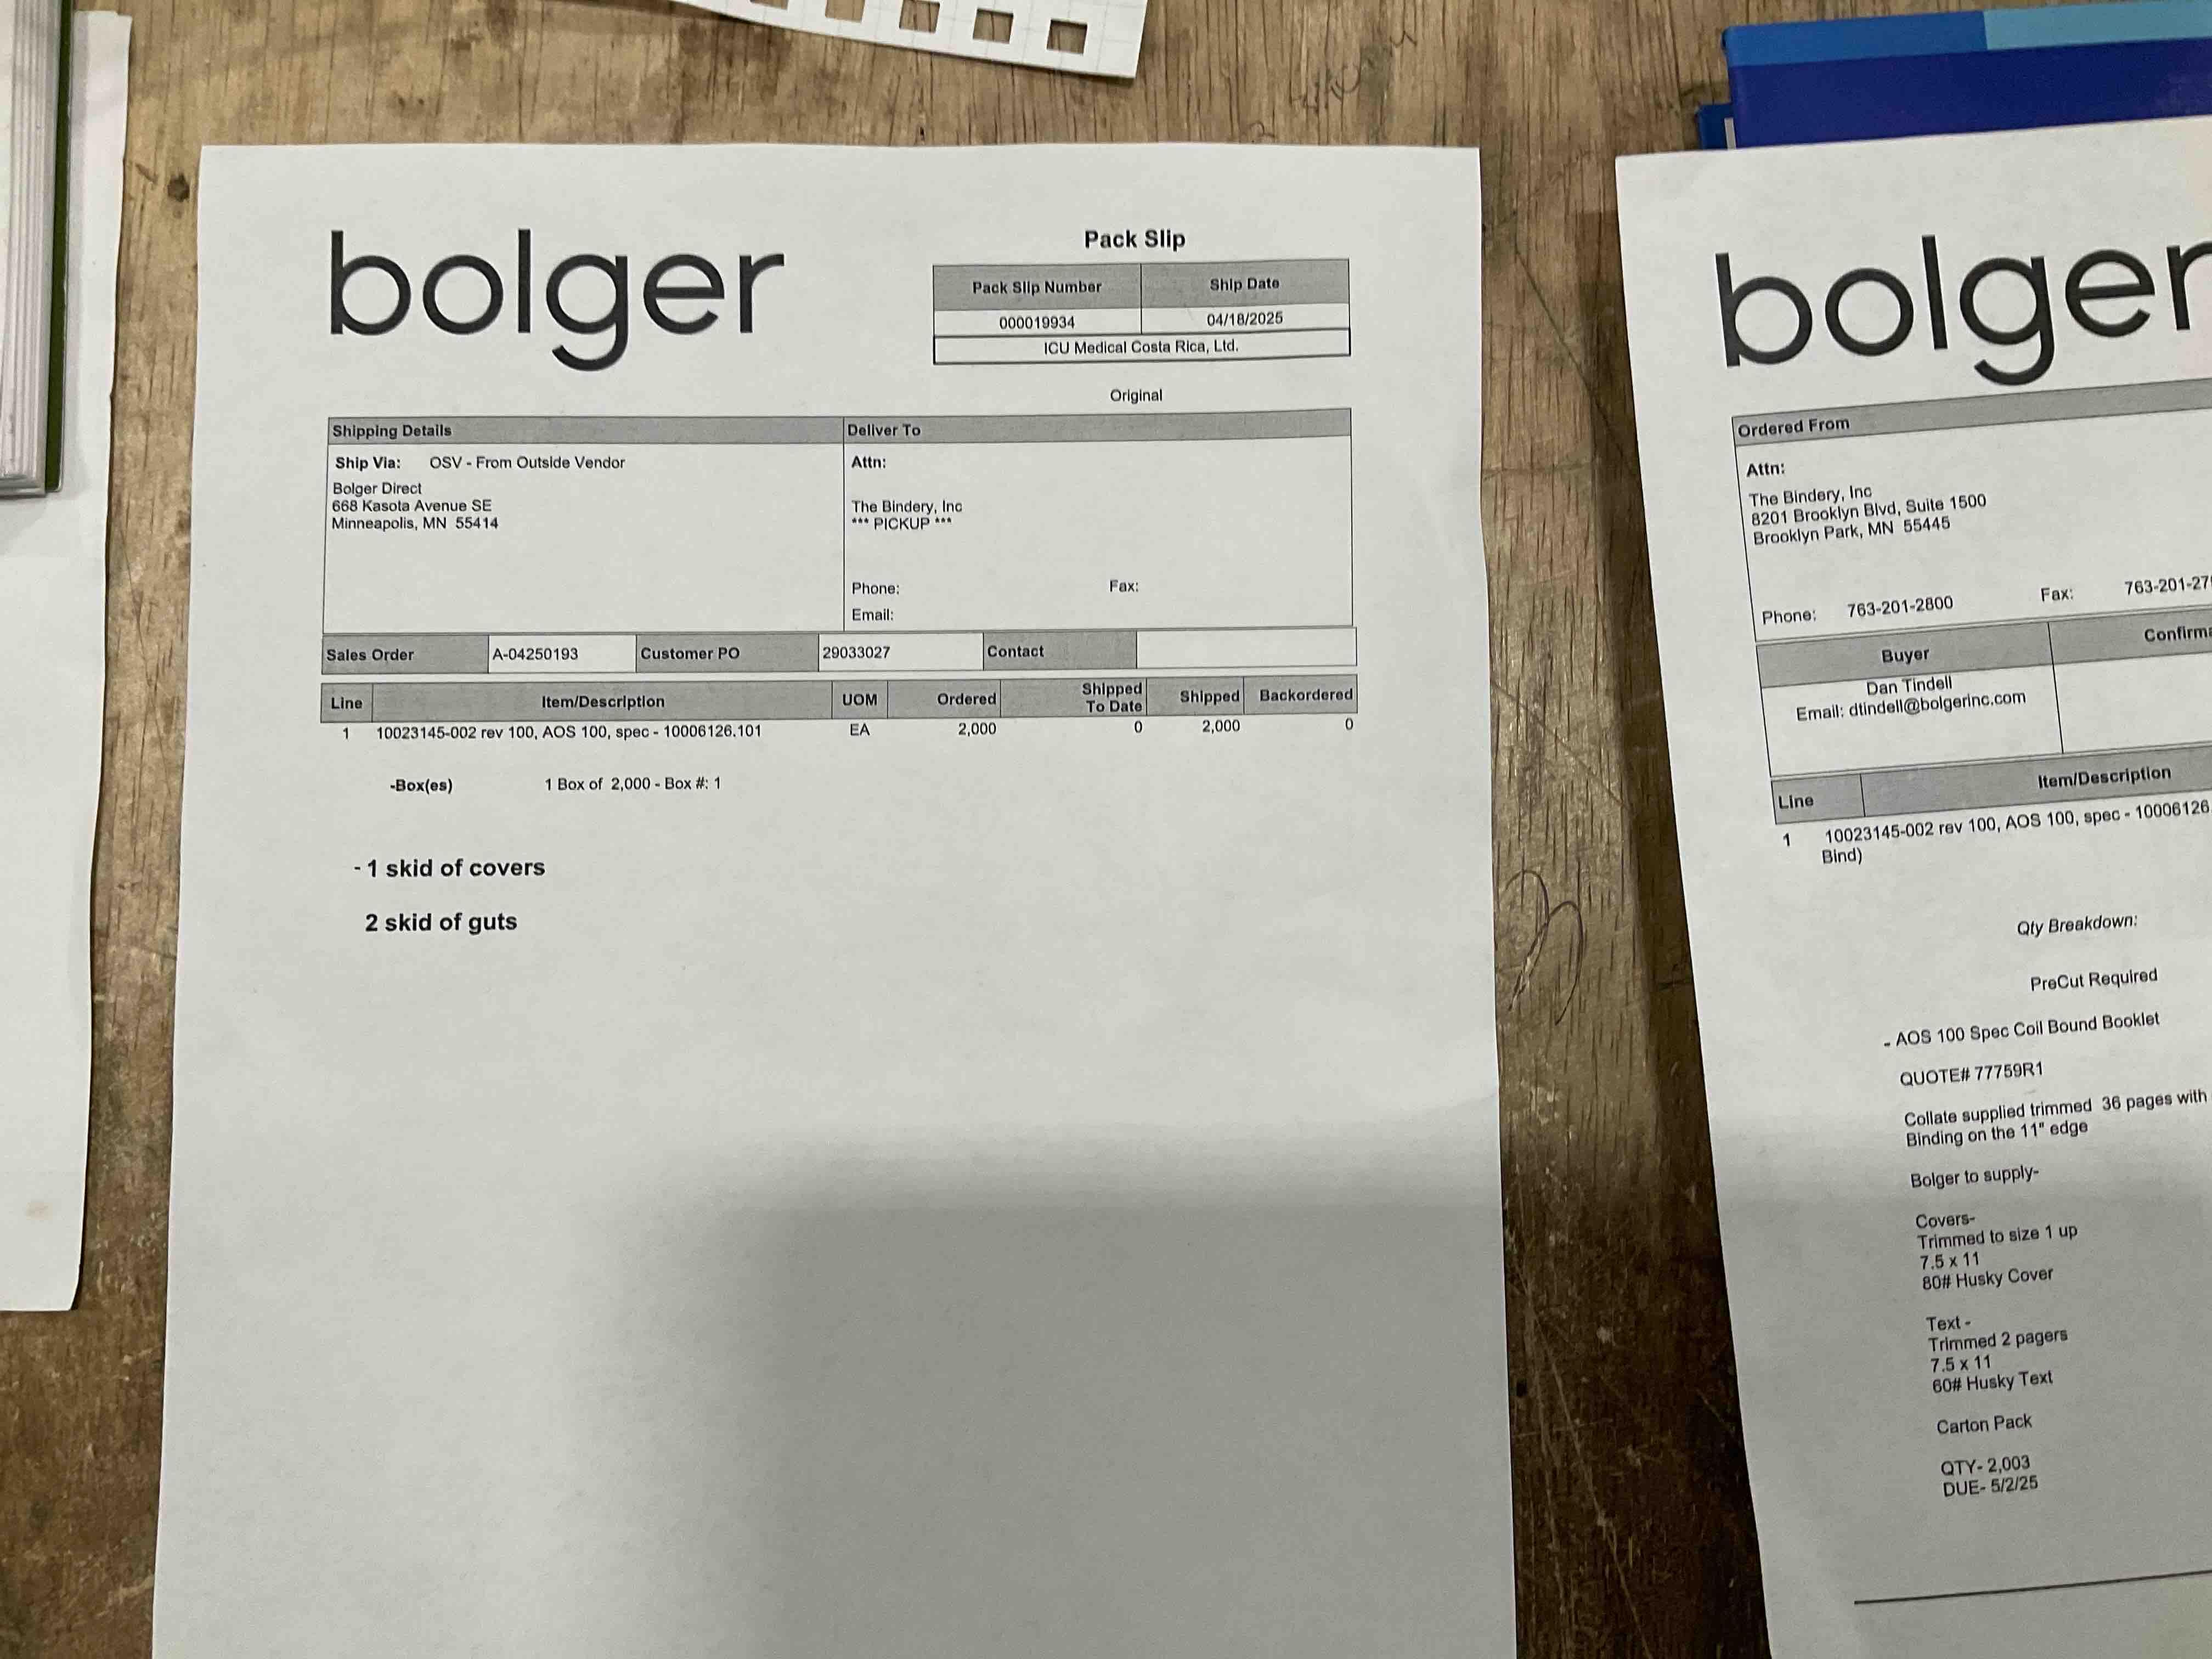 bolger
Pack Slip
Pack Slip Number Ship Date
000019934 04/18/2025
ICU Medical Costa Rica, Ltd.
Original
Shipping Details Deliver To
Ship Via: OSV - From Outside Vendor Attn:
Bolger Direct
668 Kasota Avenue SE The Bindery, Inc
Minneapolis, MN 55414 *** PICKUP ***
Phone: Fax:
Email:
Sales Order A-04250193 Customer PO 29033027 Contact
Line Item/Description UOM Ordered Shipped To Date Shipped Backordered
1 10023145-002 rev 100, AOS 100, spec - 10006126.101 EA 2,000 0 2,000 0
-Box(es) 1 Box of 2,000 - Box #: 1
- 1 skid of covers
2 skid of guts
bolger
Ordered From
Attn:
The Bindery, Inc
8201 Brooklyn Blvd, Suite 1500
Brooklyn Park, MN 55445
Phone: 763-201-2800 Fax: 763-201-27
Buyer Confirma
Dan Tindell
Email: dtindell@bolgerinc.com
Line Item/Description
1 10023145-002 rev 100, AOS 100, spec - 10006126
Bind)
Qty Breakdown:
PreCut Required
- AOS 100 Spec Coil Bound Booklet
QUOTE# 77759R1
Collate supplied trimmed 36 pages with
Binding on the 11" edge
Bolger to supply-
Covers-
Trimmed to size 1 up
7.5 x 11
80# Husky Cover
Text -
Trimmed 2 pagers
7.5 x 11
60# Husky Text
Carton Pack
QTY- 2,003
DUE- 5/2/25